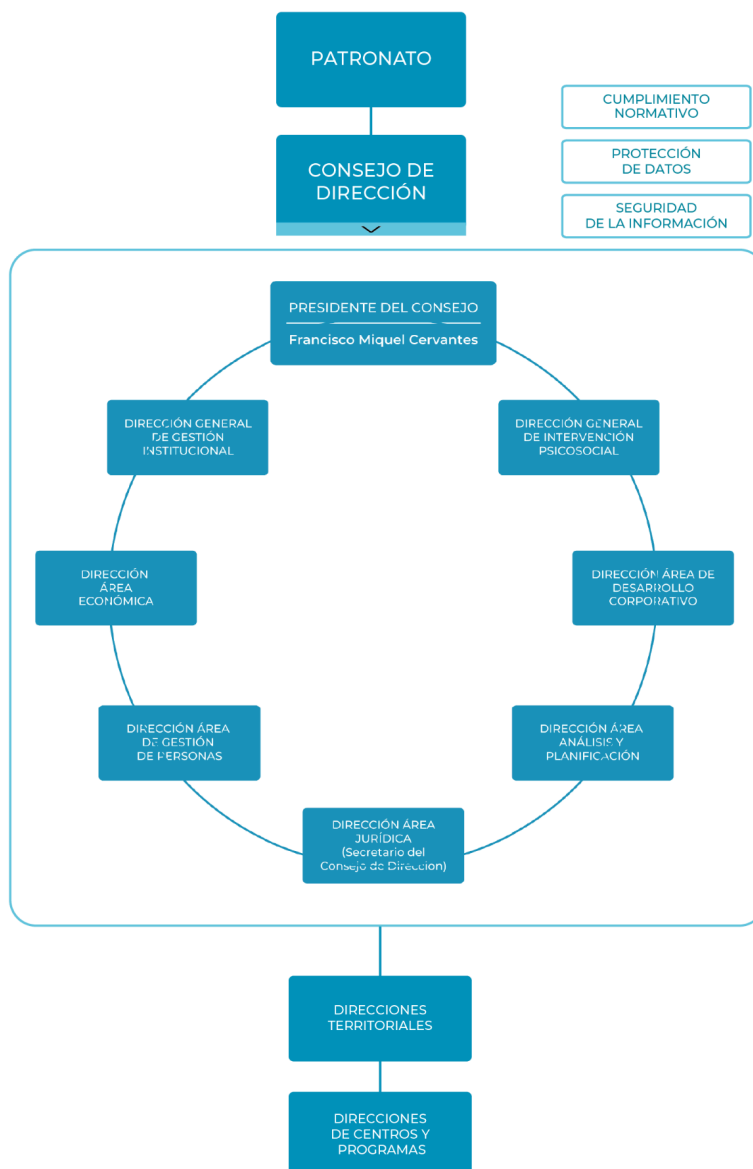 PATRONATO
CUMPLIMIENTO
NORMATIVO
CONSEJO DE
DIRECCIÓN
PROTECCIÓN
DE DATOS
SEGURIDAD
DE LA INFORMACIÓN
PRESIDENTE DEL CONSEJO
Francisco Miquel Cervantes
DIRECCIÓN GENERAL
DE GESTIÓN
INSTITUCIONAL
DIRECCIÓN GENERAL
DE INTERVENCIÓN
PSICOSOCIAL
DIRECCIÓN
ÁREA
ECONÓMICA
DIRECCIÓN ÁREA DE
DESARROLLO
CORPORATIVO
DIRECCIÓN ÁREA
DE GESTIÓN
DE PERSONAS
DIRECCIÓN ÁREA
ANÁLISIS Y
PLANIFICACIÓN
DIRECCIÓN ÁREA
JURÍDICA
(Secretario del
Consejo de Direccion)
DIRECCIONES
TERRITORIALES
DIRECCIONES
DE CENTROS Y
PROGRAMAS